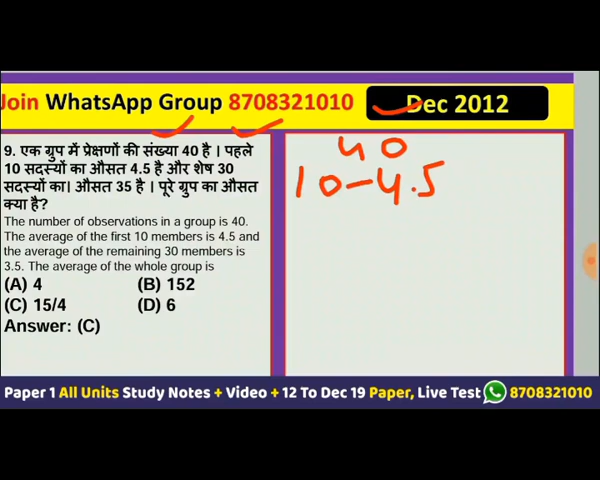 Join WhatsApp Group 8708321010
Dec 2012
9. एक ग्रुप में प्रेक्षणों की संख्या 40 है । पहले
10 सदस्यों का औसत 4.5 है और शेष 30
सदस्यों का। औसत 35 है । पूरे ग्रुप का औसत
क्या है?
The number of observations in a group is 40.
The average of the first 10 members is 4.5 and
the average of the remaining 30 members is
3.5. The average of the whole group is
(A) 4 (B) 152
(C) 15/4 (D) 6
Answer: (C)
40
10-4.5
Paper 1 All Units Study Notes + Video + 12 To Dec 19 Paper, Live Test 8708321010